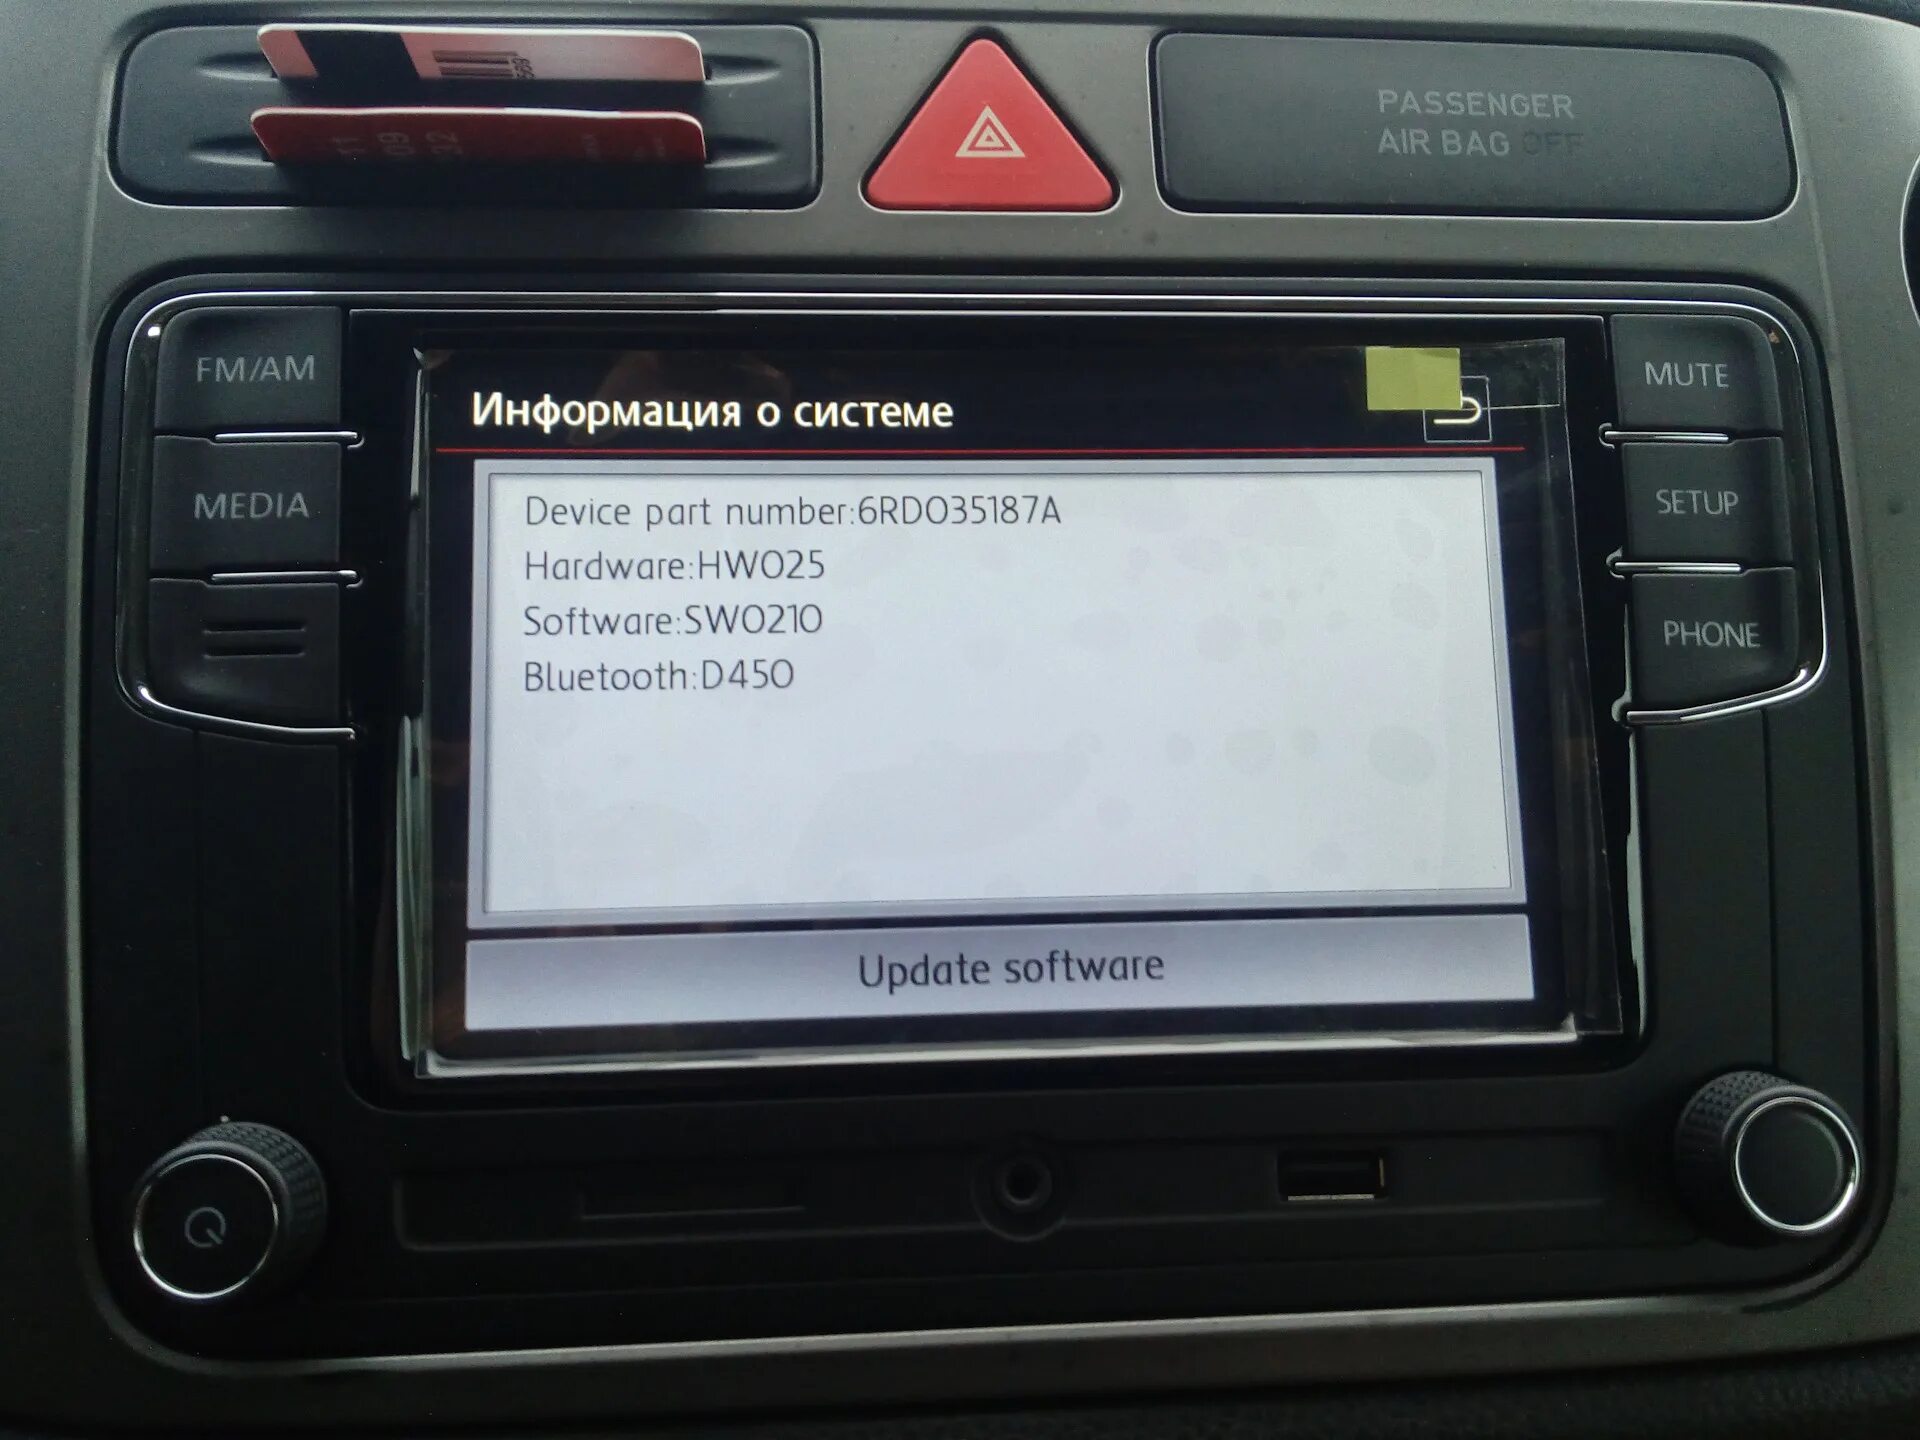 PASSENGER
AIR BAG OFF
FM/AM
MEDIA
MUTE
SETUP
PHONE
Информация о системе
Device part number:6RD035187A
Hardware:HW025
Software:SW0210
Bluetooth:D450
Update software